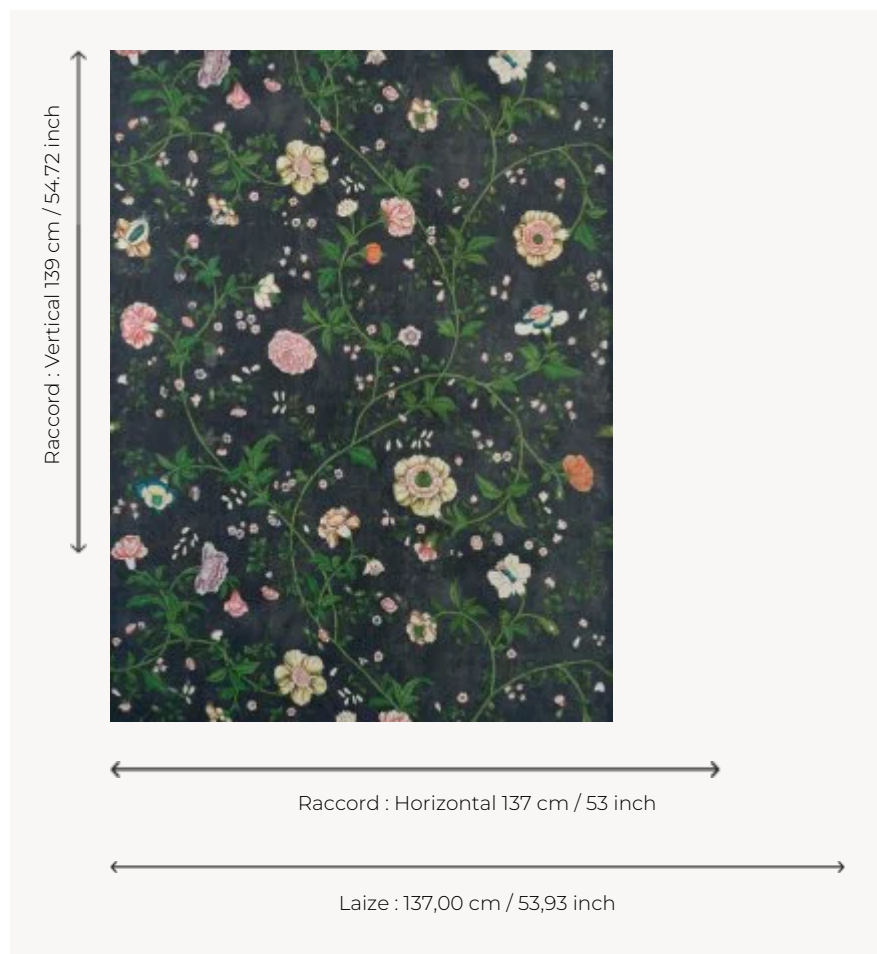 Raccord : Vertical 139 cm / 54.72 inch
Raccord : Horizontal 137 cm / 53 inch
Laize : 137,00 cm / 53,93 inch